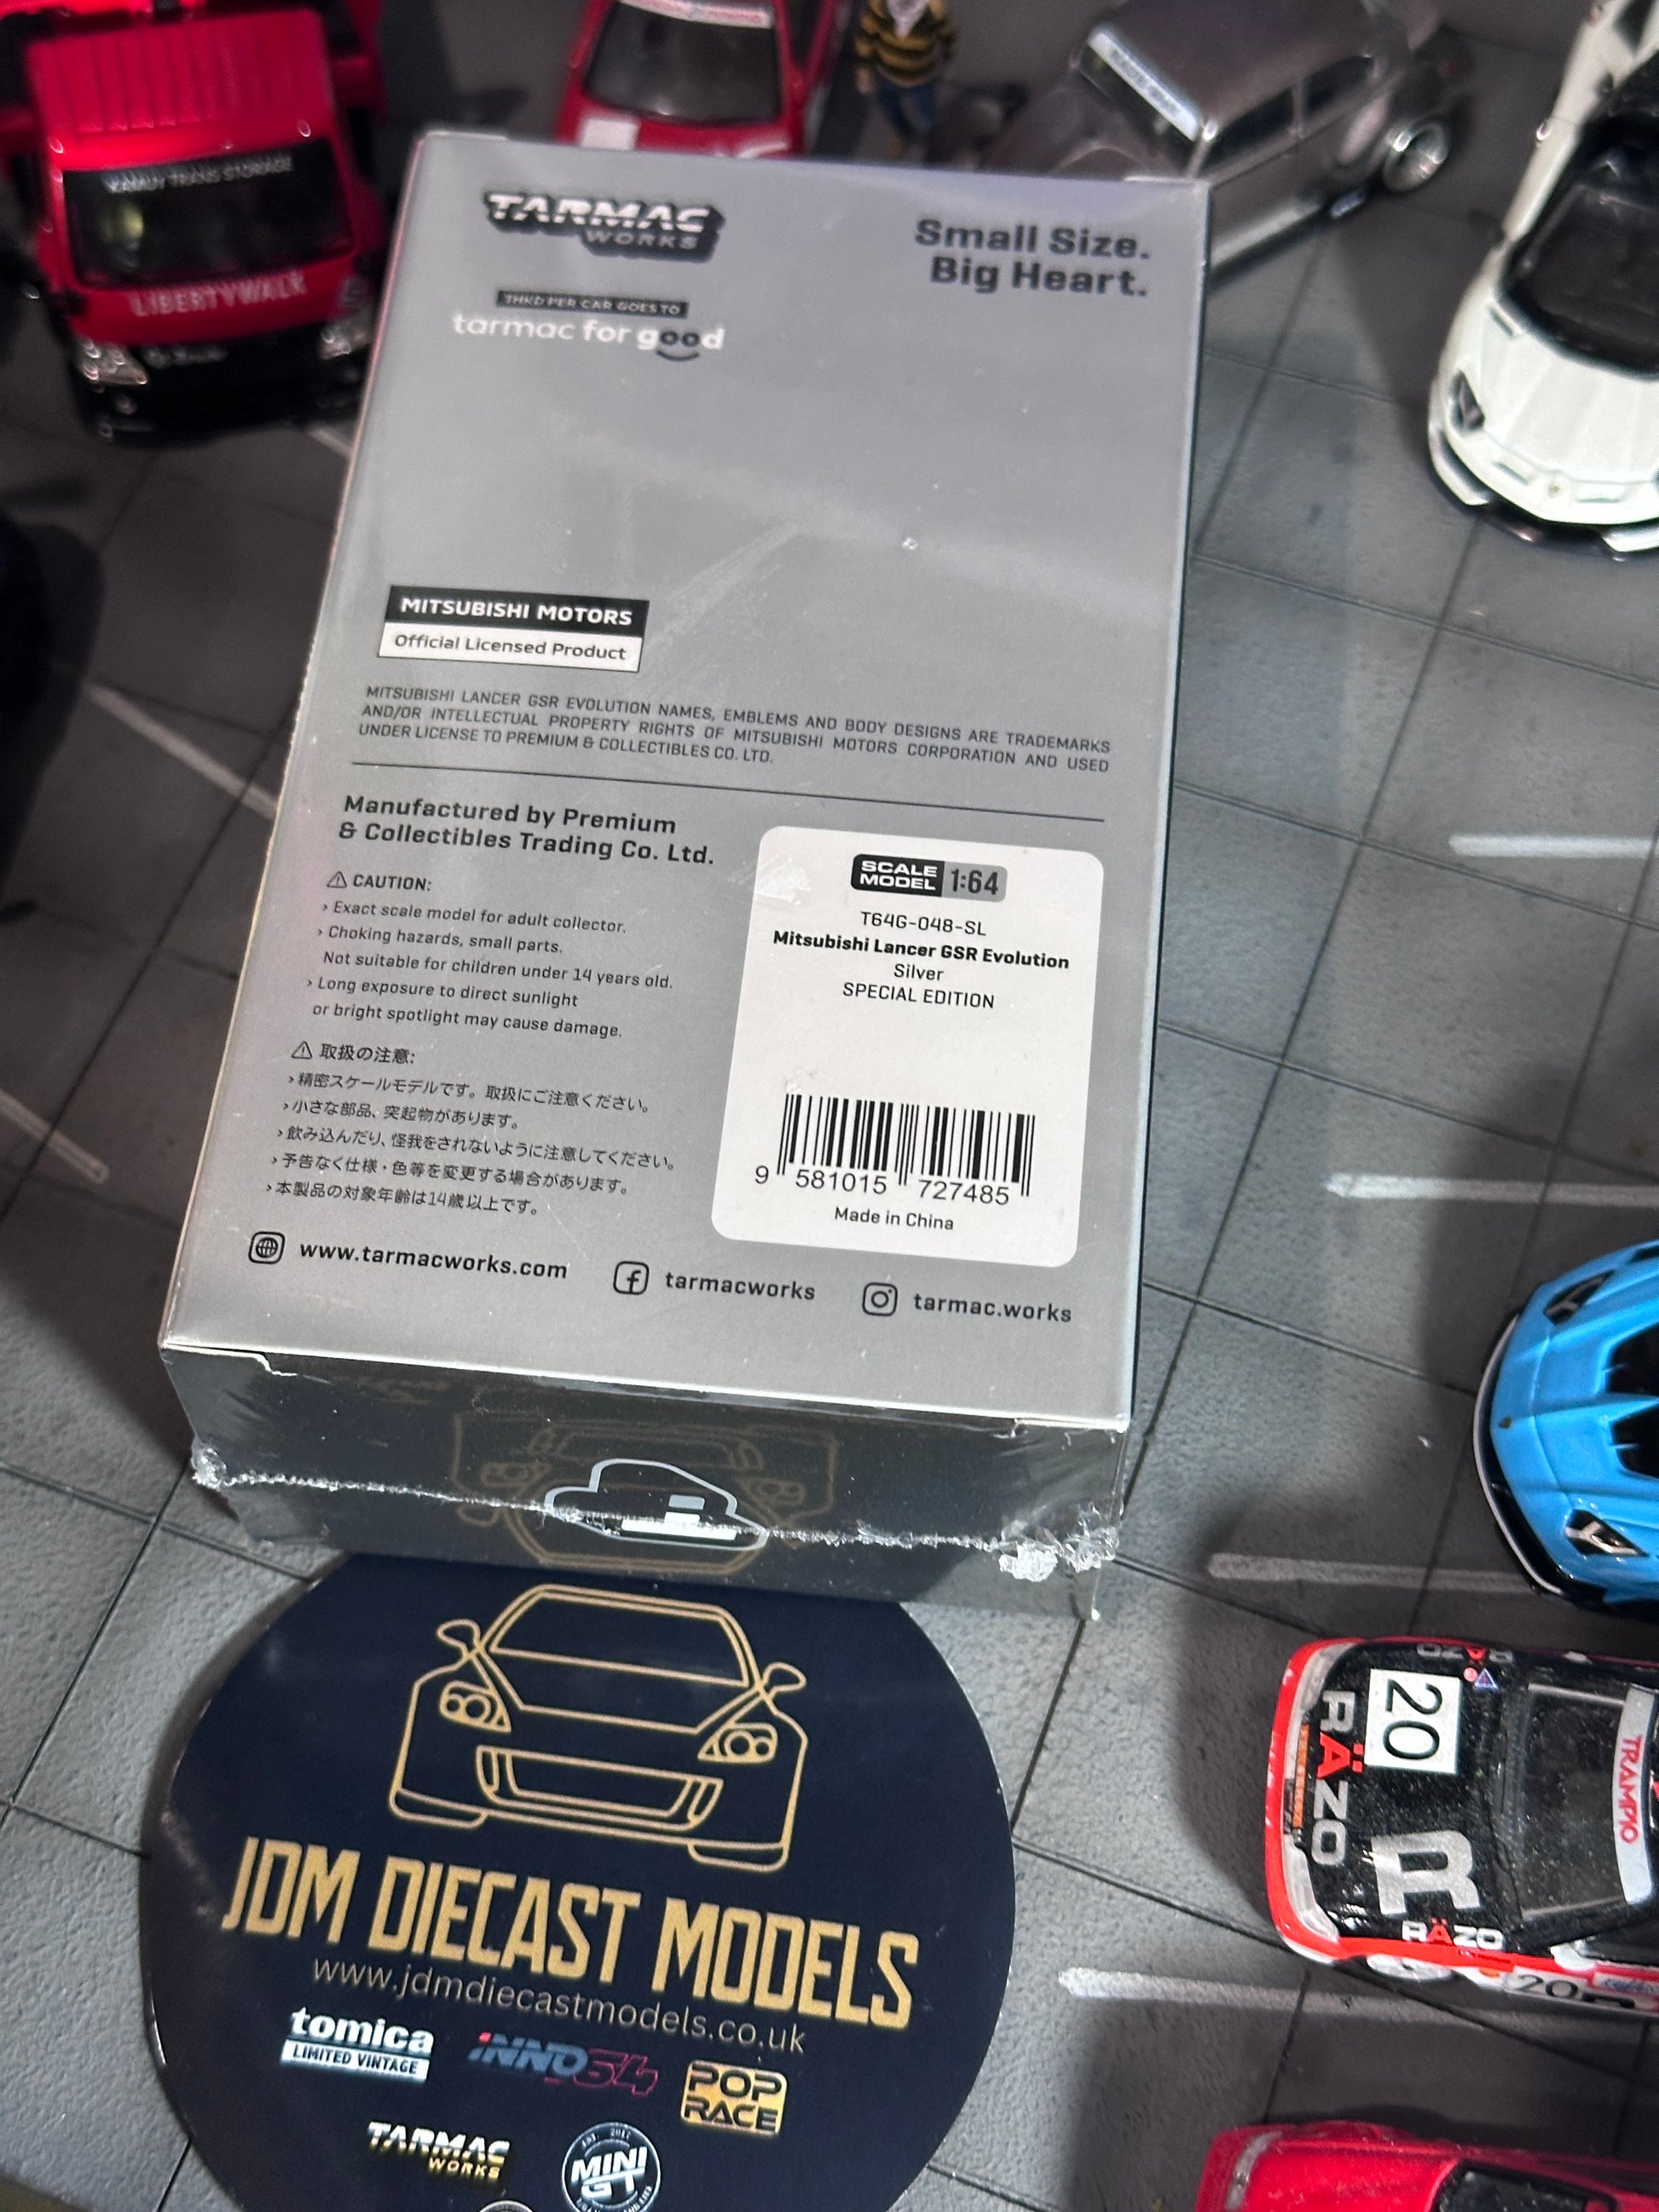 KAMUY TRANS STORAGE
LIBERTYWALK
TARMAC
WORKS
Small Size.
Big Heart.
1HKD PER CAR GOES TO
tarmac for good
MITSUBISHI MOTORS
Official Licensed Product
MITSUBISHI LANCER GSR EVOLUTION NAMES, EMBLEMS AND BODY DESIGNS ARE TRADEMARKS
AND/OR INTELLECTUAL PROPERTY RIGHTS OF MITSUBISHI MOTORS CORPORATION AND USED
UNDER LICENSE TO PREMIUM & COLLECTIBLES CO. LTD.
Manufactured by Premium
& Collectibles Trading Co. Ltd.
⚠ CAUTION:
› Exact scale model for adult collector.
› Choking hazards, small parts.
Not suitable for children under 14 years old.
› Long exposure to direct sunlight
or bright spotlight may cause damage.
⚠ 取扱の注意:
› 精密スケールモデルです。取扱にご注意ください。
› 小さな部品、突起物があります。
› 飲み込んだり、怪我をされないように注意してください。
› 予告なく仕様・色等を変更する場合があります。
› 本製品の対象年齢は14歳以上です。
SCALE
MODEL 1:64
T64G-048-SL
Mitsubishi Lancer GSR Evolution
Silver
SPECIAL EDITION
9 581015 727485
Made in China
www.tarmacworks.com
tarmacworks
tarmac.works
JDM DIECAST MODELS
www.jdmdiecastmodels.co.uk
tomica
LIMITED VINTAGE
INNO64
POP
RACE
TARMAC
WORKS
EST. 2017
MINI
GT
RÄZO
20
RÄZO
R
RÄZO
TRAMPIO
20